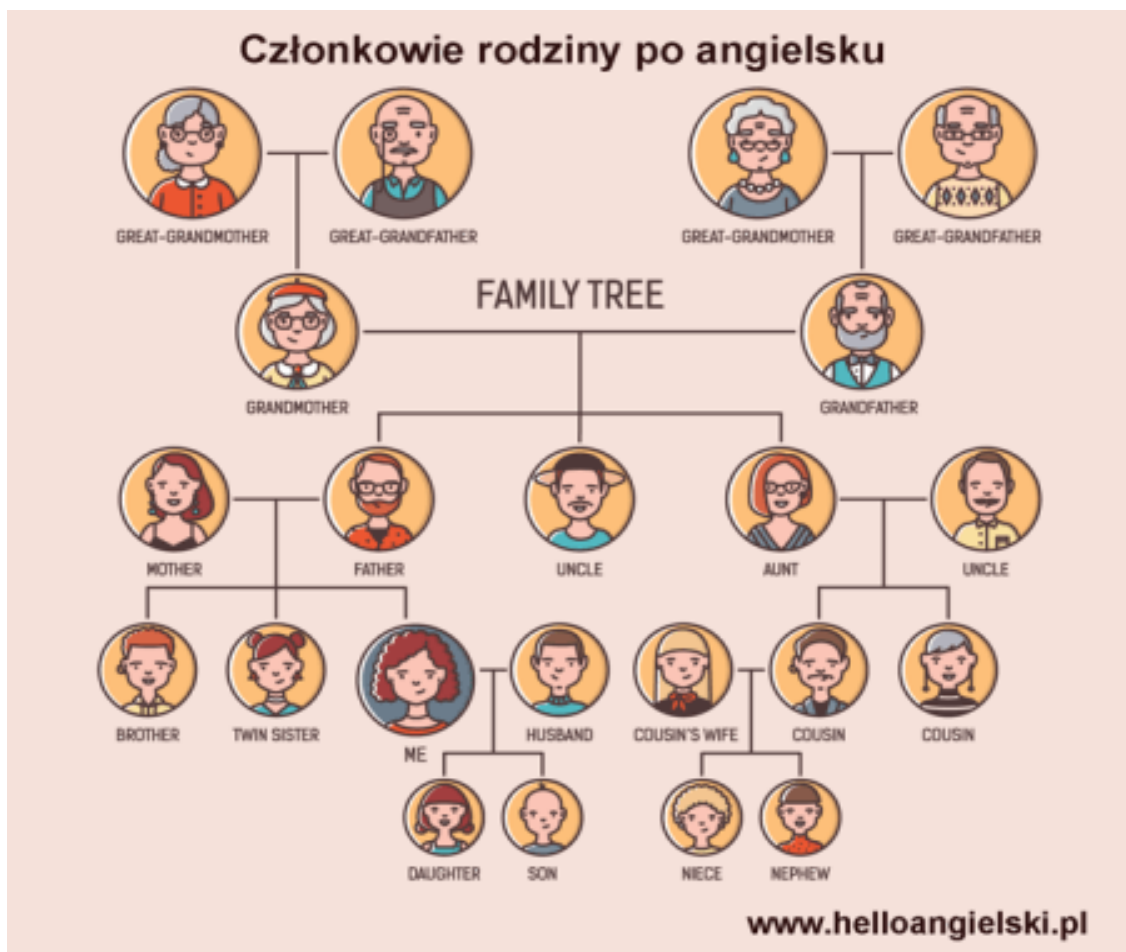 Członkowie rodziny po angielsku
GREAT-GRANDMOTHER
GREAT-GRANDFATHER
GREAT-GRANDMOTHER
GREAT-GRANDFATHER
FAMILY TREE
GRANDMOTHER
GRANDFATHER
MOTHER
FATHER
UNCLE
AUNT
UNCLE
BROTHER
TWIN SISTER
ME
HUSBAND
COUSIN'S WIFE
COUSIN
COUSIN
DAUGHTER
SON
NIECE
NEPHEW
www.helloangielski.pl